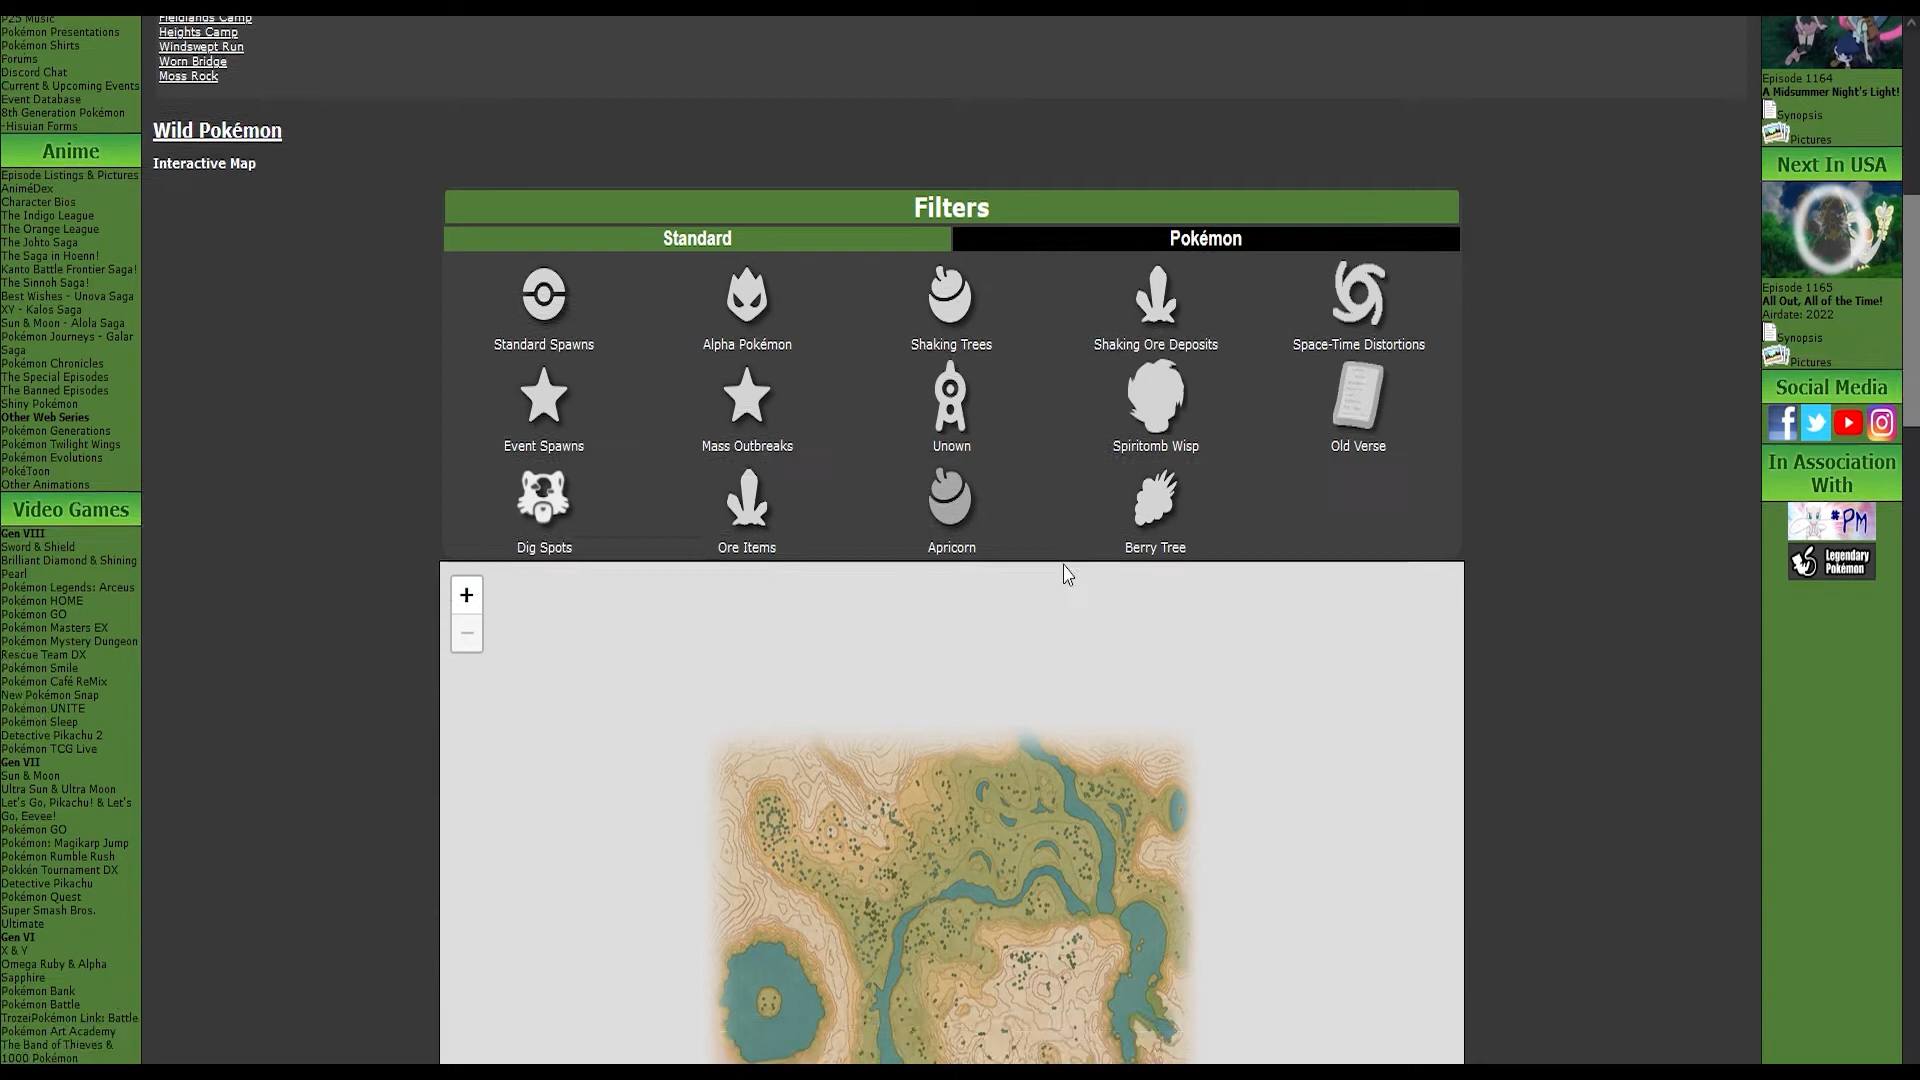 P25 Music
Pokémon Presentations
Pokémon Shirts
Forums
Discord Chat
Current & Upcoming Events
Event Database
8th Generation Pokémon
-Hisuian Forms
Anime
Episode Listings & Pictures
AniméDex
Character Bios
The Indigo League
The Orange League
The Johto Saga
The Saga in Hoenn!
Kanto Battle Frontier Saga!
The Sinnoh Saga!
Best Wishes - Unova Saga
XY - Kalos Saga
Sun & Moon - Alola Saga
Pokémon Journeys - Galar
Saga
Pokémon Chronicles
The Special Episodes
The Banned Episodes
Shiny Pokémon
Other Web Series
Pokémon Generations
Pokémon Twilight Wings
Pokémon Evolutions
PokéToon
Other Animations
Video Games
Gen VIII
Sword & Shield
Brilliant Diamond & Shining
Pearl
Pokémon Legends: Arceus
Pokémon HOME
Pokémon GO
Pokémon Masters EX
Pokémon Mystery Dungeon
Rescue Team DX
Pokémon Smile
Pokémon Café ReMix
New Pokémon Snap
Pokémon UNITE
Pokémon Sleep
Detective Pikachu 2
Pokémon TCG Live
Gen VII
Sun & Moon
Ultra Sun & Ultra Moon
Let's Go, Pikachu! & Let's
Go, Eevee!
Pokémon GO
Pokémon: Magikarp Jump
Pokémon Rumble Rush
Pokkén Tournament DX
Detective Pikachu
Pokémon Quest
Super Smash Bros.
Ultimate
Gen VI
X & Y
Omega Ruby & Alpha
Sapphire
Pokémon Bank
Pokémon Battle
TrozeiPokémon Link: Battle
Pokémon Art Academy
The Band of Thieves &
1000 Pokémon
Fieldlands Camp
Heights Camp
Windswept Run
Worn Bridge
Moss Rock
Wild Pokémon
Interactive Map
Filters
Standard Pokémon
Standard Spawns Alpha Pokémon Shaking Trees Shaking Ore Deposits Space-Time Distortions
Event Spawns Mass Outbreaks Unown Spiritomb Wisp Old Verse
Dig Spots Ore Items Apricorn Berry Tree
+
−
Episode 1164
A Midsummer Night's Light!
Synopsis
Pictures
Next In USA
Episode 1165
All Out, All of the Time!
Airdate: 2022
Synopsis
Pictures
Social Media
In Association
With
#PM
Legendary
Pokémon